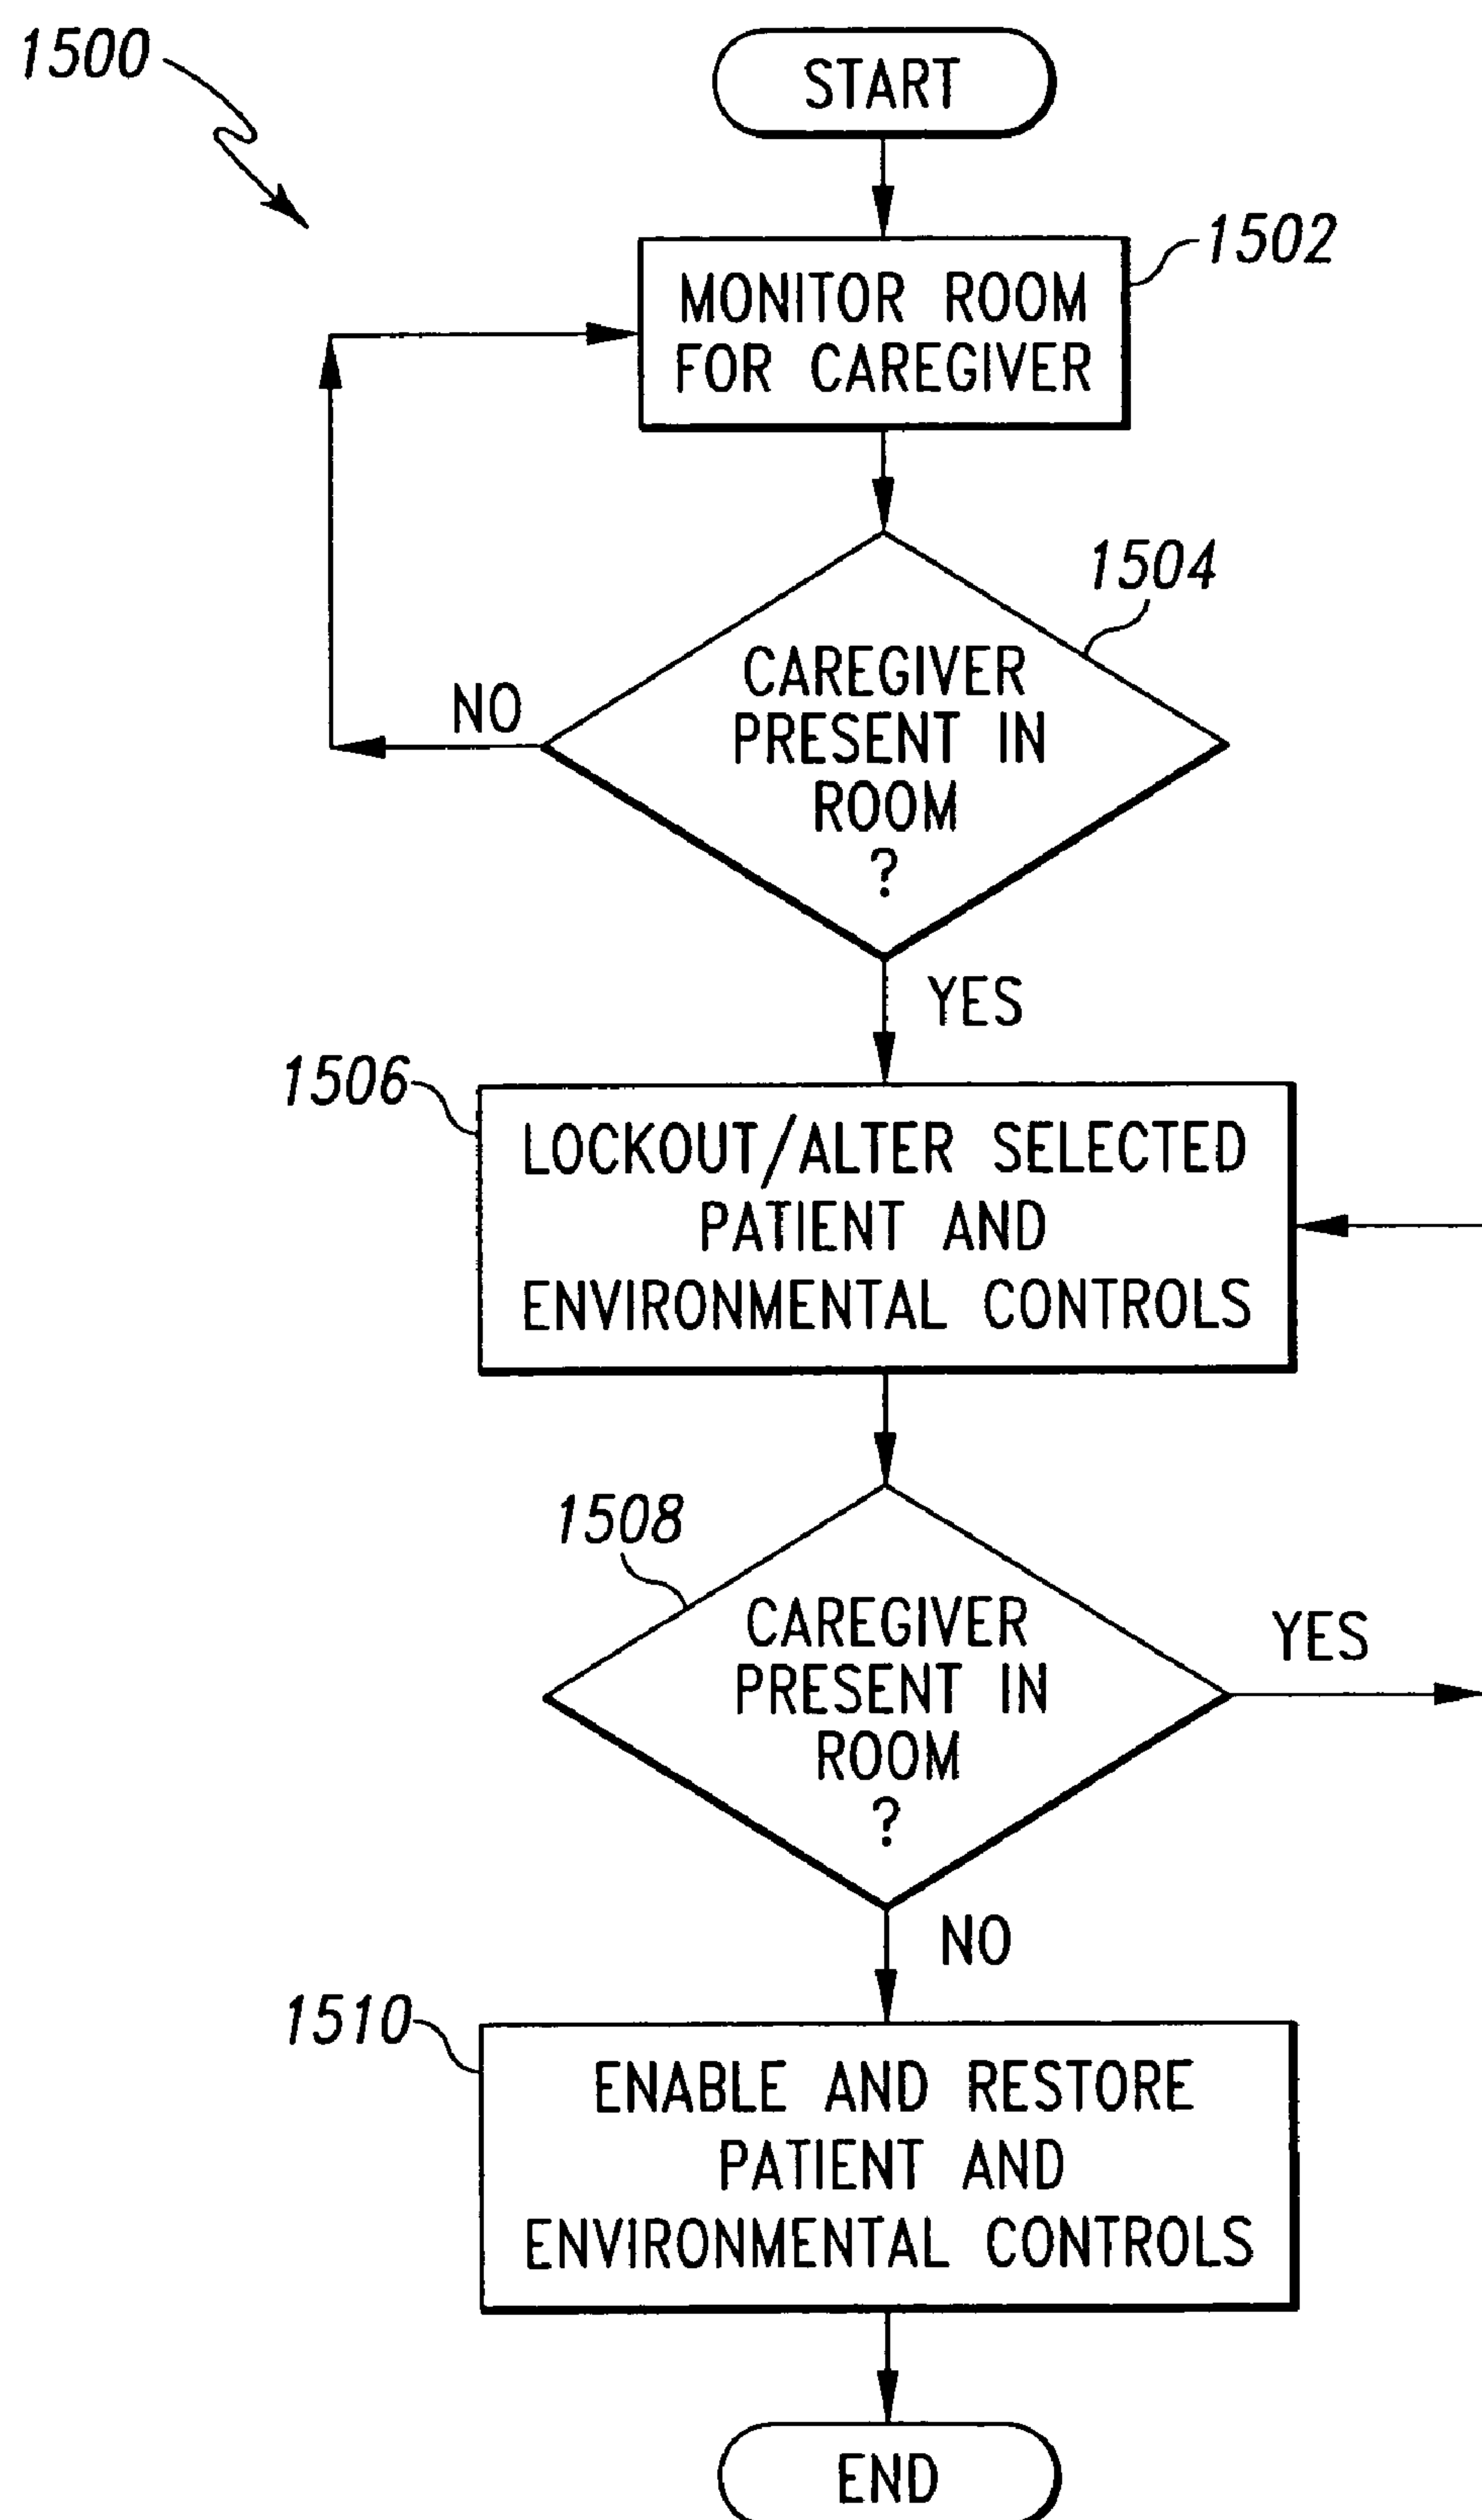 1500
START
1502
MONITOR ROOM
FOR CAREGIVER
1504
CAREGIVER
PRESENT IN
ROOM
?
NO
YES
1506
LOCKOUT/ALTER SELECTED
PATIENT AND
ENVIRONMENTAL CONTROLS
1508
CAREGIVER
PRESENT IN
ROOM
?
YES
NO
1510
ENABLE AND RESTORE
PATIENT AND
ENVIRONMENTAL CONTROLS
END